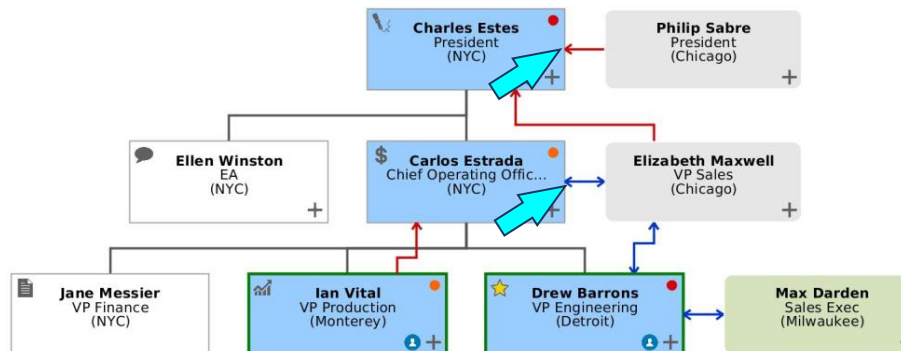 Charles Estes
President
(NYC)
Philip Sabre
President
(Chicago)
Ellen Winston
EA
(NYC)
$
Carlos Estrada
Chief Operating Offic...
(NYC)
Elizabeth Maxwell
VP Sales
(Chicago)
Jane Messier
VP Finance
(NYC)
Ian Vital
VP Production
(Monterey)
Drew Barrons
VP Engineering
(Detroit)
Max Darden
Sales Exec
(Milwaukee)